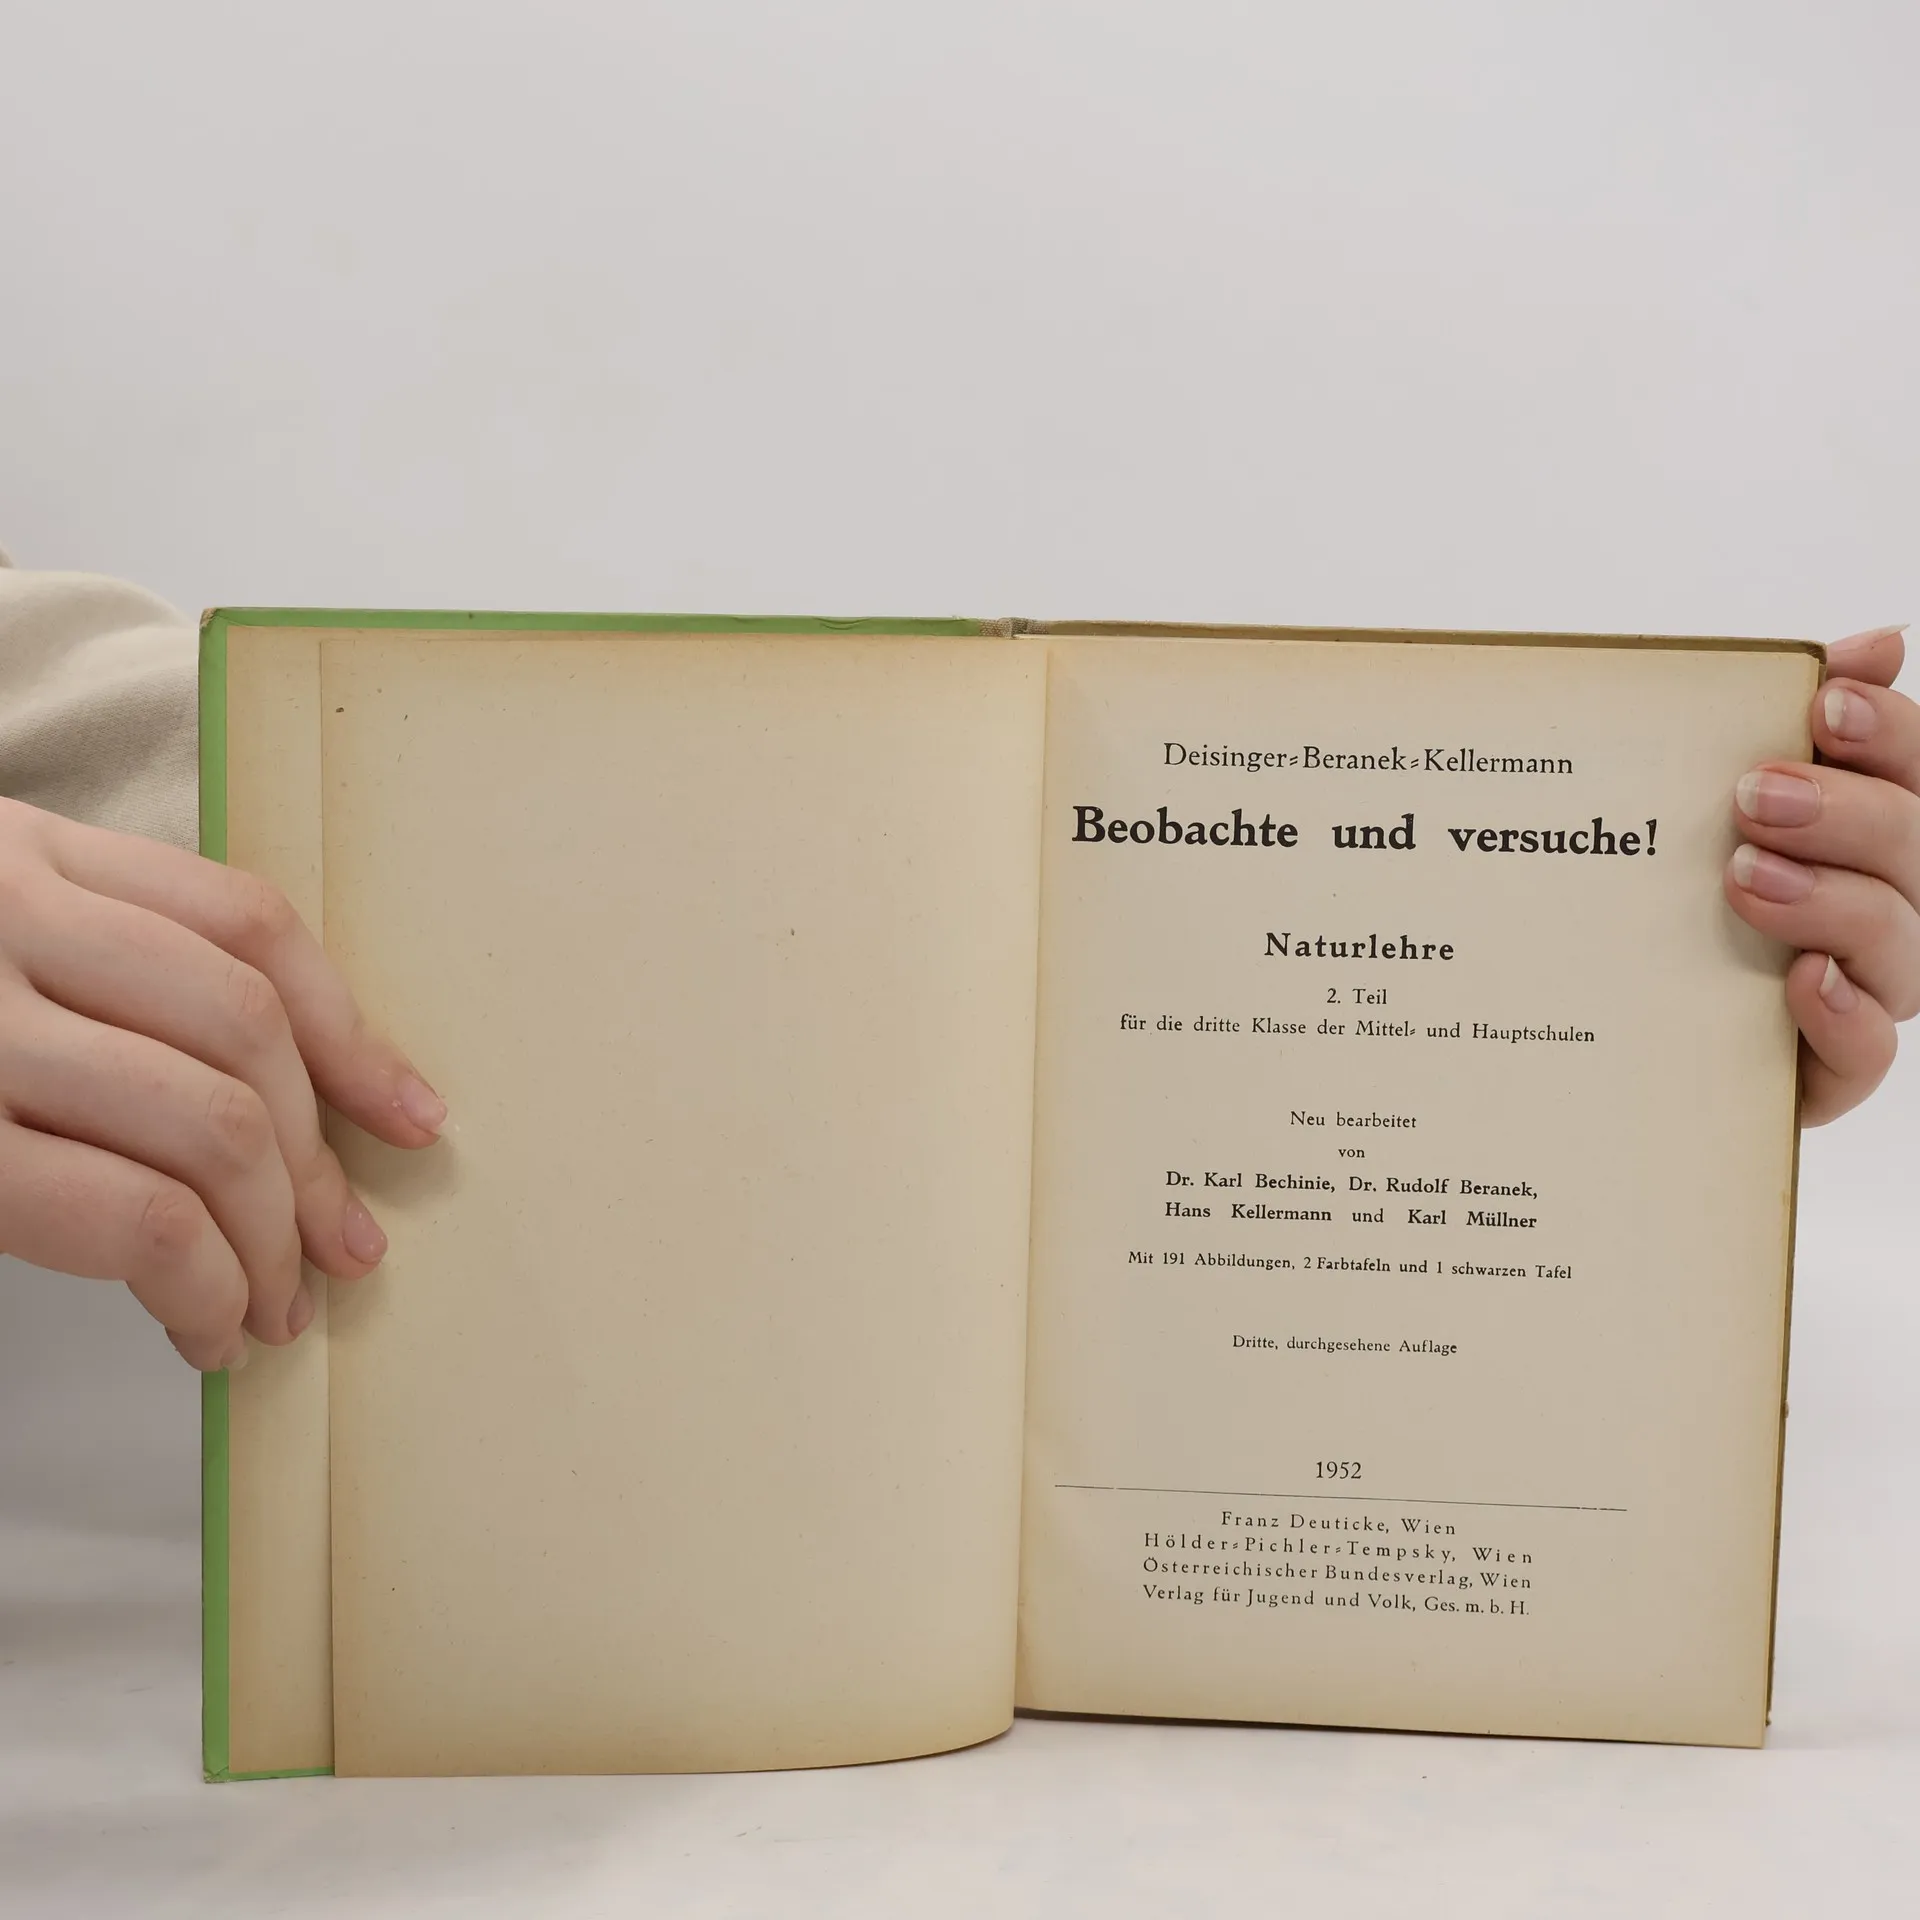 Deisinger⸗Beranek⸗Kellermann
Beobachte und versuche!
Naturlehre
2. Teil
für die dritte Klasse der Mittel⸗ und Hauptschulen
Neu bearbeitet
von
Dr. Karl Bechinie, Dr. Rudolf Beranek,
Hans Kellermann und Karl Müllner
Mit 191 Abbildungen, 2 Farbtafeln und 1 schwarzen Tafel
Dritte, durchgesehene Auflage
1952
Franz Deuticke, Wien
Hölder⸗Pichler⸗Tempsky, Wien
Österreichischer Bundesverlag, Wien
Verlag für Jugend und Volk, Ges. m. b. H.